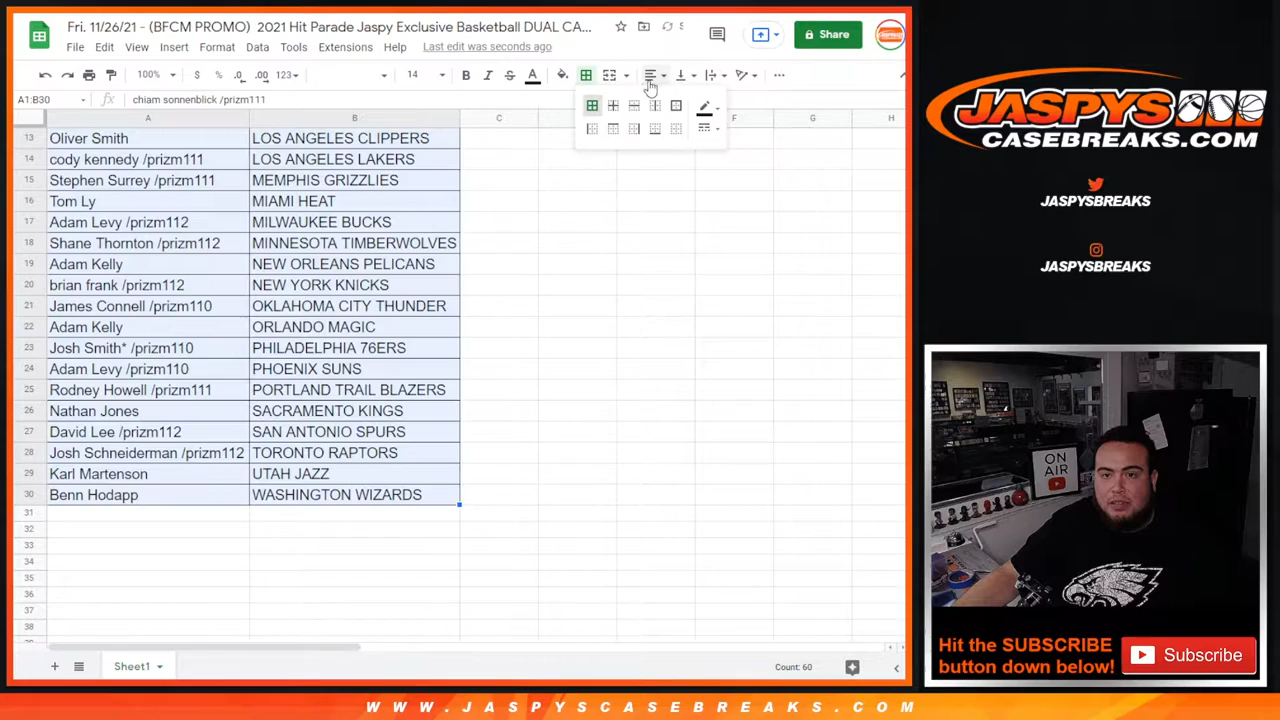 Fri. 11/26/21 - (BFCM PROMO) 2021 Hit Parade Jaspy Exclusive Basketball DUAL CA...
File Edit View Insert Format Data Tools Extensions Help Last edit was seconds ago
Share
100% $ % .0 .00 123 14 B I S A
A1:B30 fx chiam sonnenblick /prizm111
A B C F G H
13 Oliver Smith LOS ANGELES CLIPPERS
14 cody kennedy /prizm111 LOS ANGELES LAKERS
15 Stephen Surrey /prizm111 MEMPHIS GRIZZLIES
16 Tom Ly MIAMI HEAT
17 Adam Levy /prizm112 MILWAUKEE BUCKS
18 Shane Thornton /prizm112 MINNESOTA TIMBERWOLVES
19 Adam Kelly NEW ORLEANS PELICANS
20 brian frank /prizm112 NEW YORK KNICKS
21 James Connell /prizm110 OKLAHOMA CITY THUNDER
22 Adam Kelly ORLANDO MAGIC
23 Josh Smith* /prizm110 PHILADELPHIA 76ERS
24 Adam Levy /prizm110 PHOENIX SUNS
25 Rodney Howell /prizm111 PORTLAND TRAIL BLAZERS
26 Nathan Jones SACRAMENTO KINGS
27 David Lee /prizm112 SAN ANTONIO SPURS
28 Josh Schneiderman /prizm112 TORONTO RAPTORS
29 Karl Martenson UTAH JAZZ
30 Benn Hodapp WASHINGTON WIZARDS
31
32
33
34
35
36
37
38
Sheet1
Count: 60
JASPYS
CASEBREAKS.COM
JASPYSBREAKS
JASPYSBREAKS
ON
AIR
Hit the SUBSCRIBE
button down below!
Subscribe
WWW.JASPYSCASEBREAKS.COM